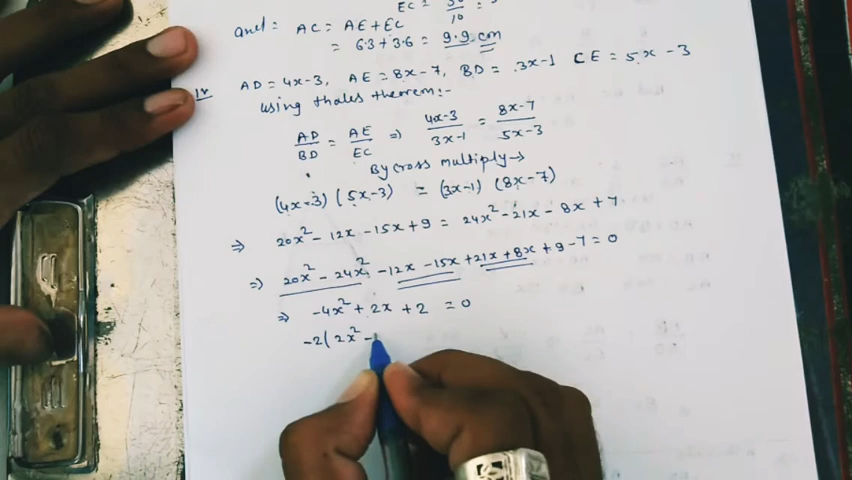 EC =
10
and: AC = AE + EC
= 6.3 + 3.6 = 9.9 cm
AD = 4x-3, AE = 8x-7, BD = 3x-1 CE = 5x-3
using thales theorem:-
AD/BD = AE/EC ⇒ 4x-3/3x-1 = 8x-7/5x-3
By cross multiply→
(4x-3) (5x-3) = (3x-1) (8x-7)
⇒ 20x² - 12x - 15x + 9 = 24x² - 21x - 8x + 7
⇒ 20x² - 24x² - 12x - 15x + 21x + 8x + 9 - 7 = 0
⇒ -4x² + 2x + 2 = 0
-2(2x² -